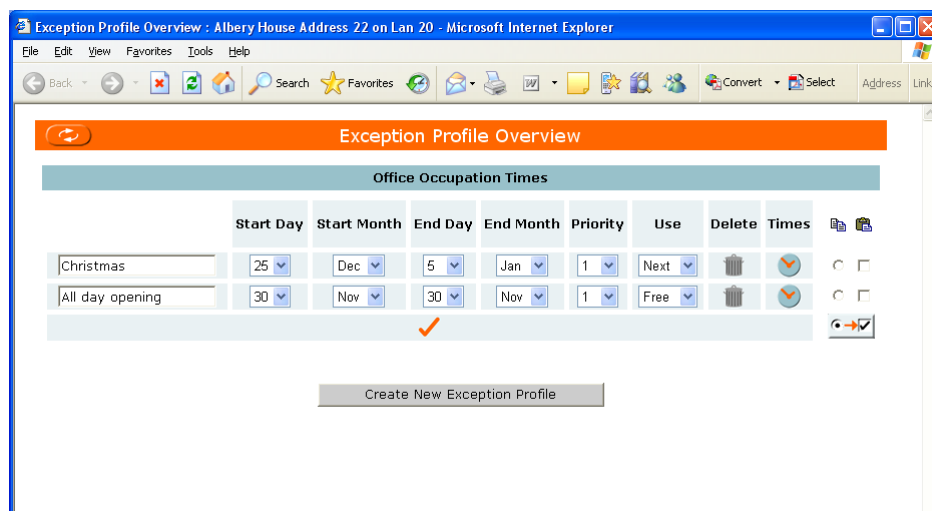 Exception Profile Overview : Albery House Address 22 on Lan 20 - Microsoft Internet Explorer
File Edit View Favorites Tools Help
Back Search Favorites Convert Select Address Link
Exception Profile Overview
Office Occupation Times
Start Day Start Month End Day End Month Priority Use Delete Times
Christmas 25 Dec 5 Jan 1 Next
All day opening 30 Nov 30 Nov 1 Free
Create New Exception Profile